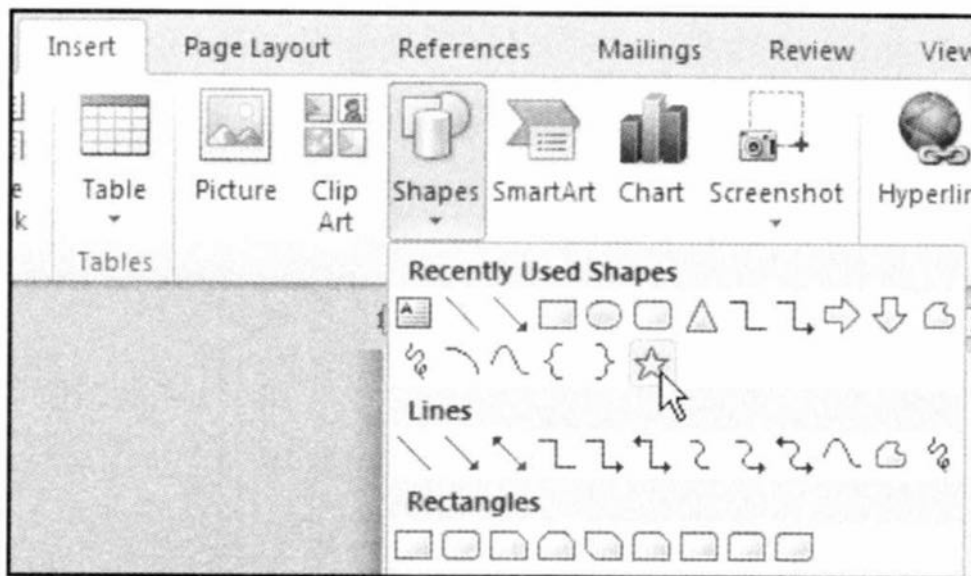 Insert Page Layout References Mailings Review View
Table Picture Clip Art Shapes SmartArt Chart Screenshot
Tables
Recently Used Shapes
A
Lines
Rectangles